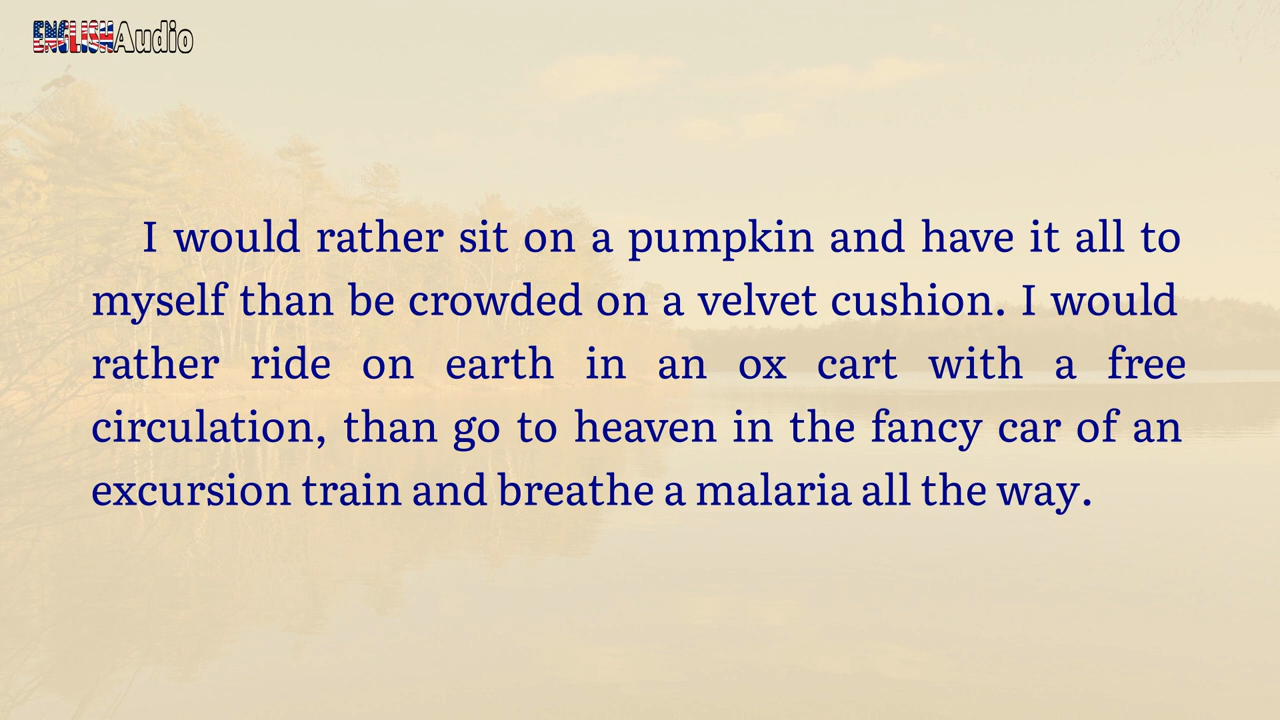 ENGLISHAudio
I would rather sit on a pumpkin and have it all to
myself than be crowded on a velvet cushion. I would
rather ride on earth in an ox cart with a free
circulation, than go to heaven in the fancy car of an
excursion train and breathe a malaria all the way.